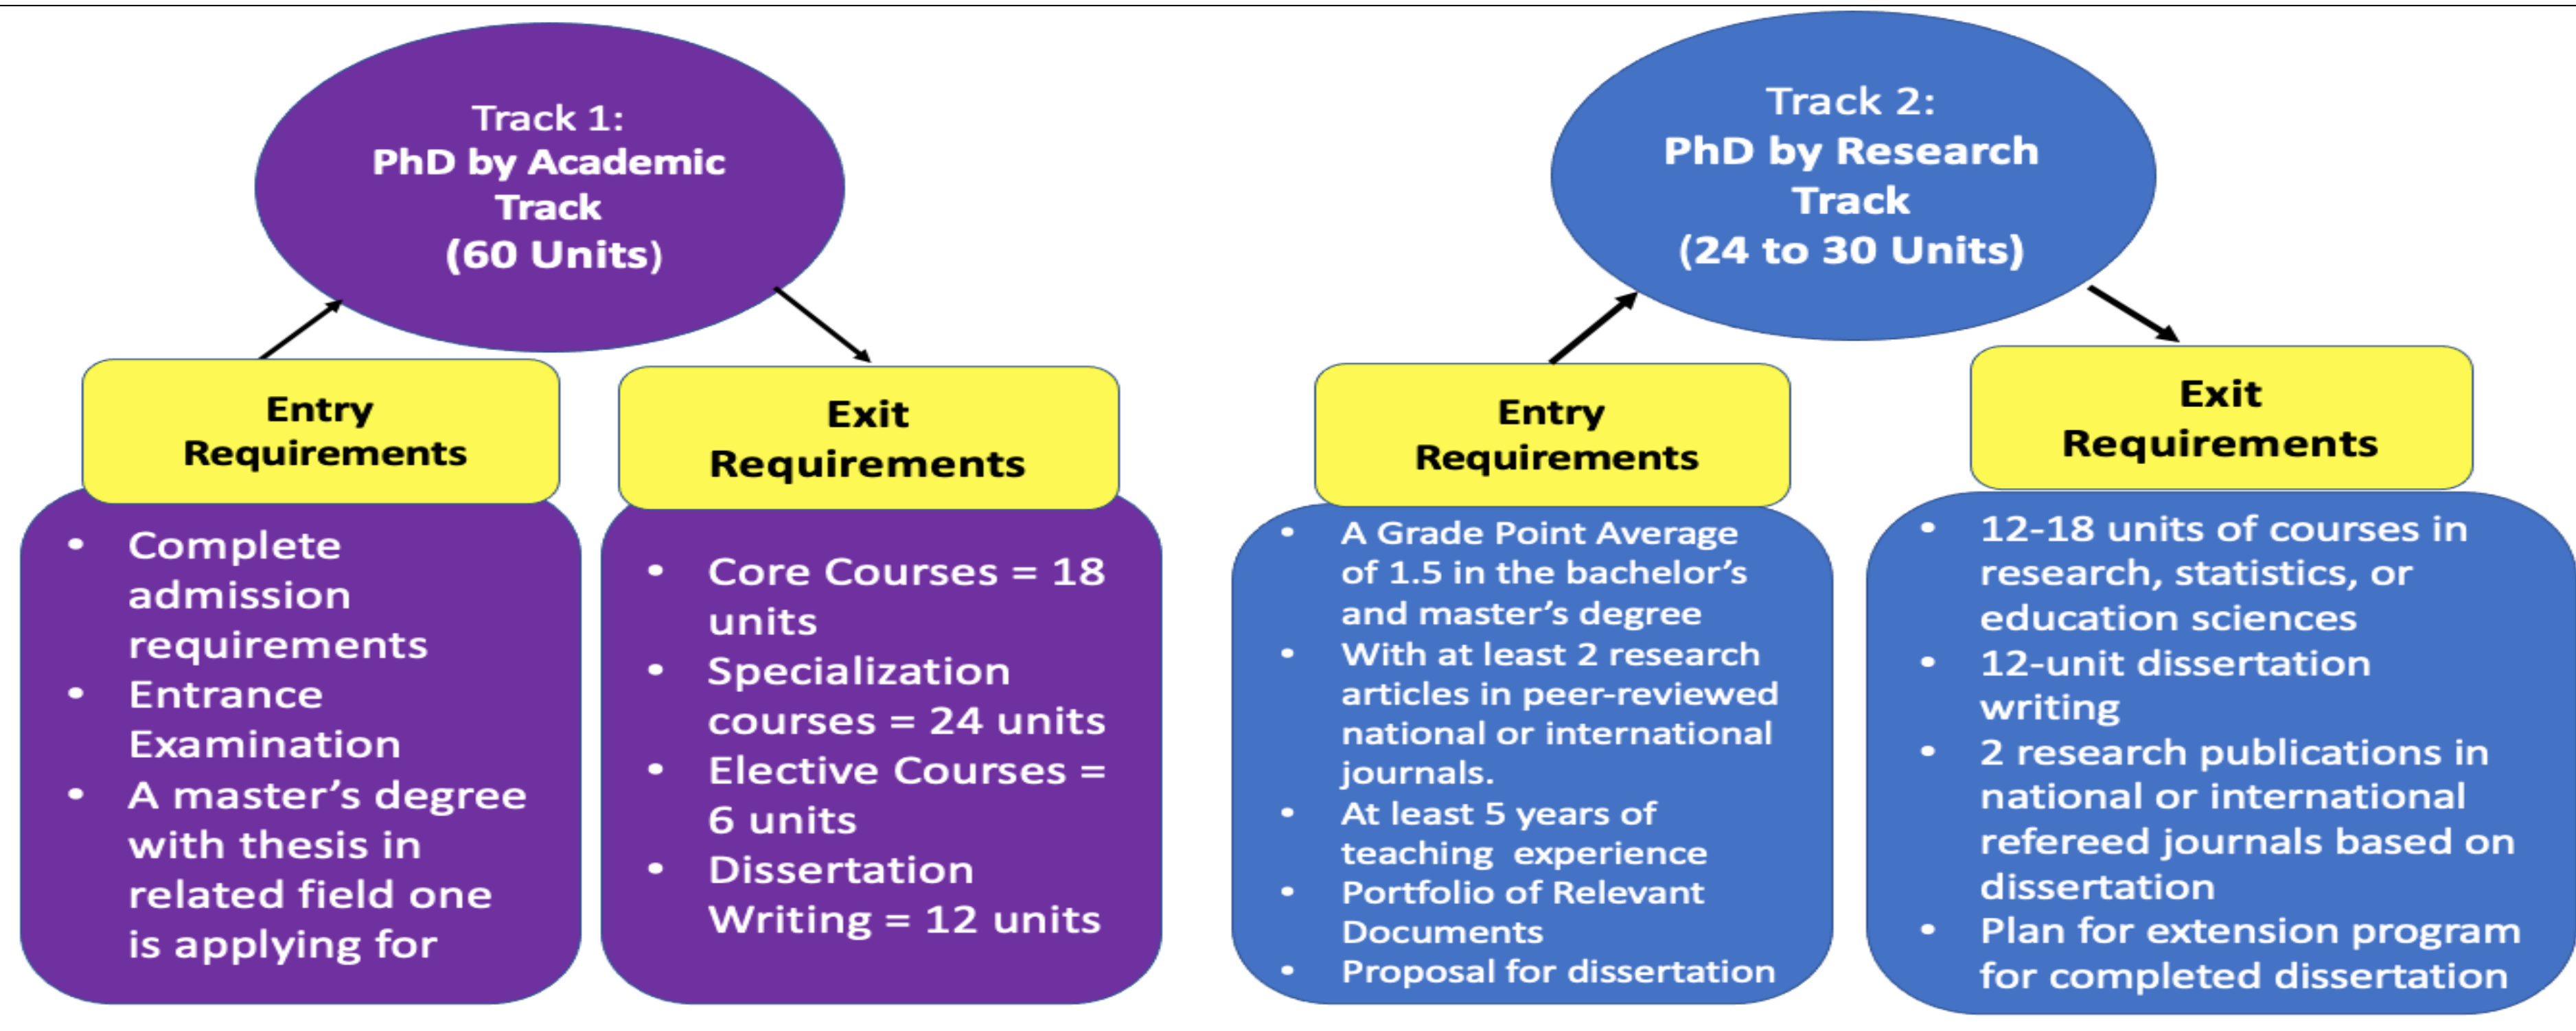 Track 1:
PhD by Academic
Track
(60 Units)
Entry
Requirements
• Complete
admission
requirements
• Entrance
Examination
• A master’s degree
with thesis in
related field one
is applying for
Exit
Requirements
• Core Courses = 18
units
• Specialization
courses = 24 units
• Elective Courses =
6 units
• Dissertation
Writing = 12 units
Track 2:
PhD by Research
Track
(24 to 30 Units)
Entry
Requirements
• A Grade Point Average
of 1.5 in the bachelor’s
and master’s degree
• With at least 2 research
articles in peer-reviewed
national or international
journals.
• At least 5 years of
teaching experience
• Portfolio of Relevant
Documents
• Proposal for dissertation
Exit
Requirements
• 12-18 units of courses in
research, statistics, or
education sciences
• 12-unit dissertation
writing
• 2 research publications in
national or international
refereed journals based on
dissertation
• Plan for extension program
for completed dissertation